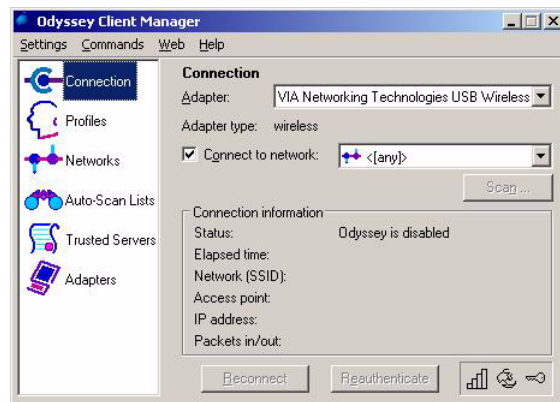 Odyssey Client Manager
Settings Commands Web Help
Connection
Profiles
Networks
Auto-Scan Lists
Trusted Servers
Adapters
Connection
Adapter: VIA Networking Technologies USB Wireless
Adapter type: wireless
Connect to network: <[any]>
Scan ...
Connection information
Status: Odyssey is disabled
Elapsed time:
Network (SSID):
Access point:
IP address:
Packets in/out:
Reconnect Reauthenticate